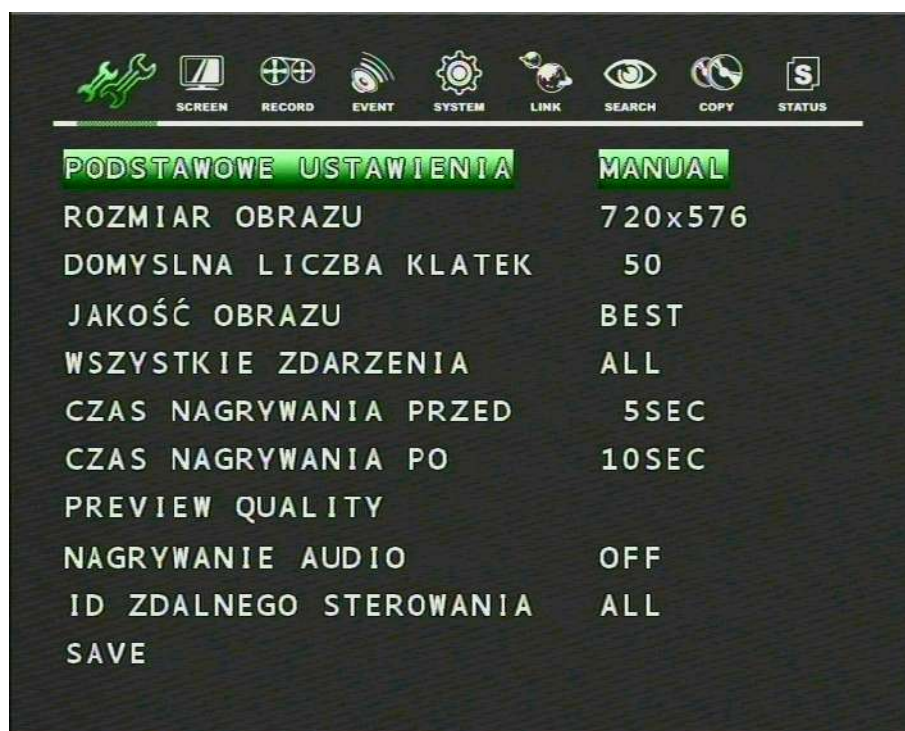 SCREEN RECORD EVENT SYSTEM LINK SEARCH COPY S STATUS
PODSTAWOWE USTAWIENIA MANUAL
ROZMIAR OBRAZU 720x576
DOMYSLNA LICZBA KLATEK 50
JAKOŚĆ OBRAZU BEST
WSZYSTKIE ZDARZENIA ALL
CZAS NAGRYWANIA PRZED 5SEC
CZAS NAGRYWANIA PO 10SEC
PREVIEW QUALITY
NAGRYWANIE AUDIO OFF
ID ZDALNEGO STEROWANIA ALL
SAVE